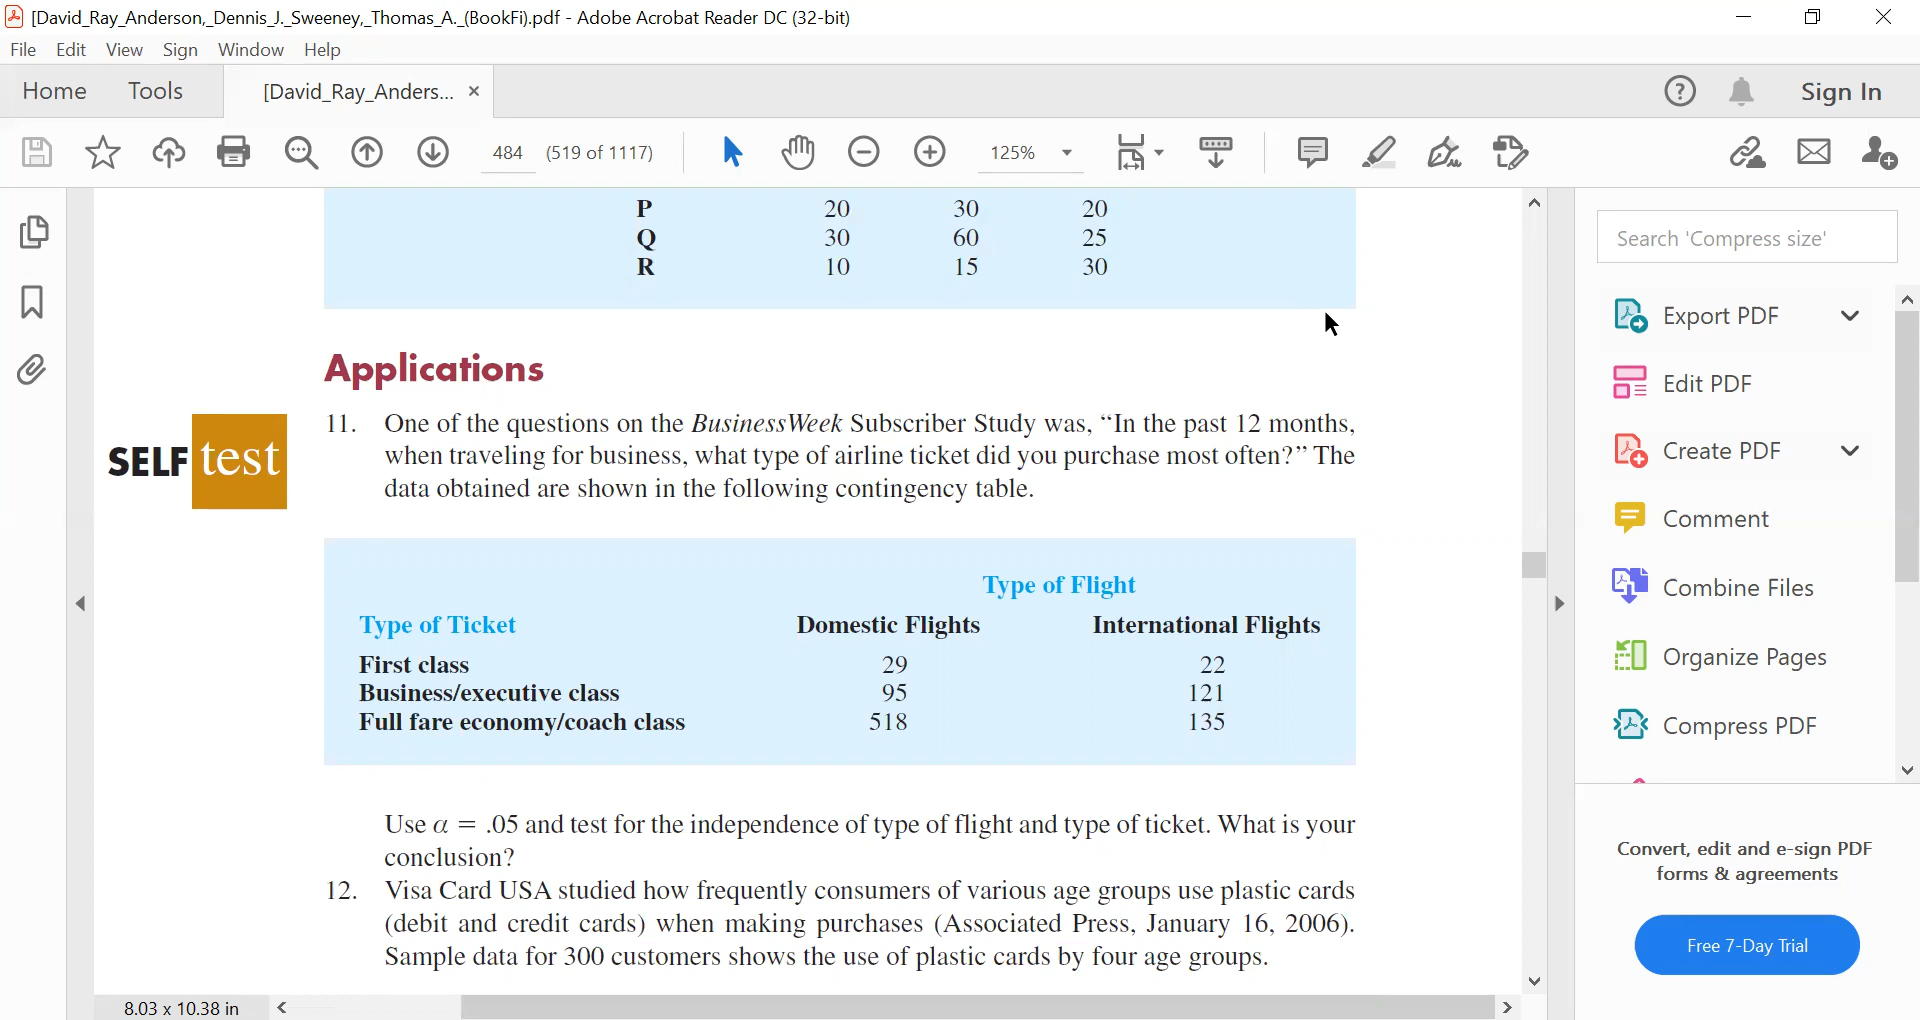 [David_Ray_Anderson,_Dennis_J._Sweeney,_Thomas_A._(BookFi).pdf - Adobe Acrobat Reader DC (32-bit)
File Edit View Sign Window Help
Home Tools [David_Ray_Anders... × Sign In
484 (519 of 1117) 125%
P 20 30 20
Q 30 60 25
R 10 15 30
Applications
SELF test
11. One of the questions on the BusinessWeek Subscriber Study was, “In the past 12 months,
when traveling for business, what type of airline ticket did you purchase most often?” The
data obtained are shown in the following contingency table.
Type of Flight
Type of Ticket Domestic Flights International Flights
First class 29 22
Business/executive class 95 121
Full fare economy/coach class 518 135
Use α = .05 and test for the independence of type of flight and type of ticket. What is your
conclusion?
12. Visa Card USA studied how frequently consumers of various age groups use plastic cards
(debit and credit cards) when making purchases (Associated Press, January 16, 2006).
Sample data for 300 customers shows the use of plastic cards by four age groups.
8.03 x 10.38 in
Search 'Compress size'
Export PDF
Edit PDF
Create PDF
Comment
Combine Files
Organize Pages
Compress PDF
Convert, edit and e-sign PDF
forms & agreements
Free 7-Day Trial